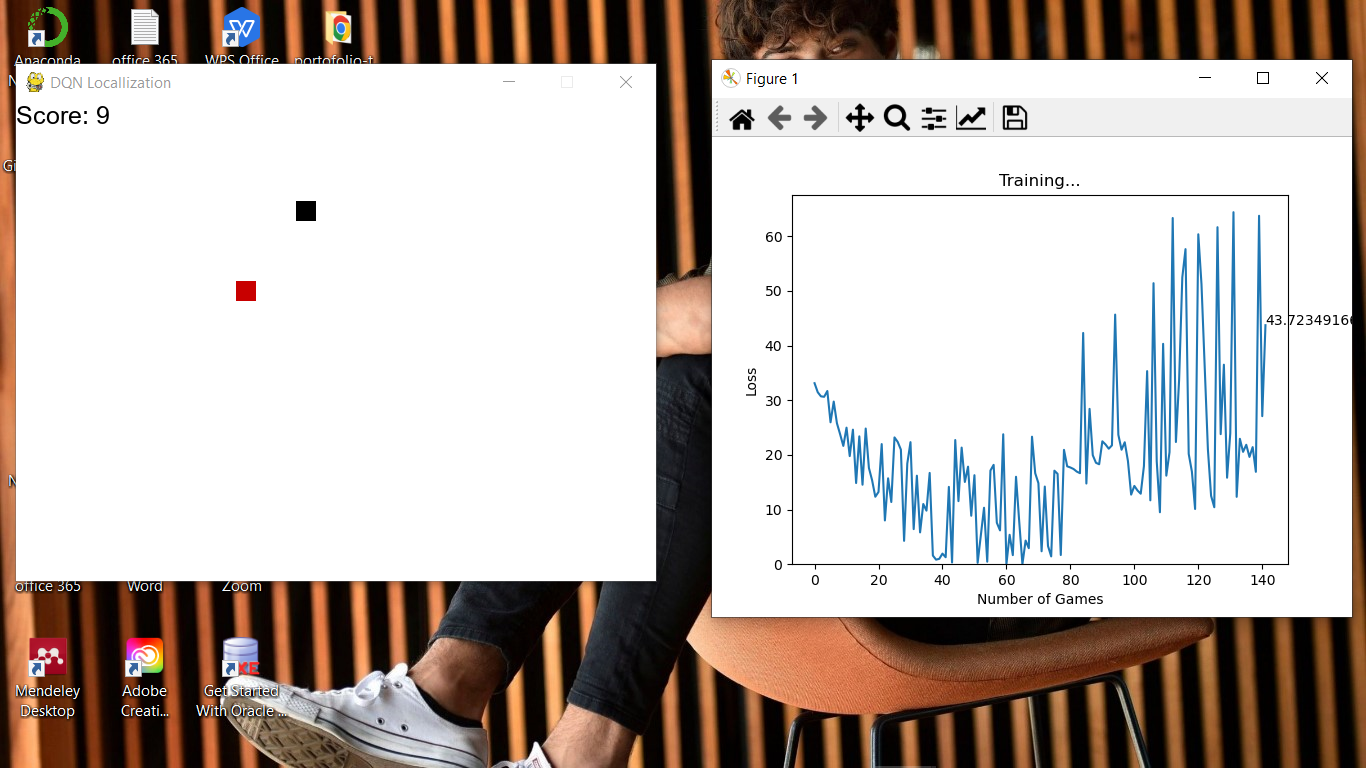 Anaconda
office 365
WPS Office
portofolio-t
DQN Locallization
Score: 9
Gi
office 365
Word
Zoom
Mendeley
Desktop
Adobe
Creati...
Get Started
With Oracle ...
Figure 1
Training...
Loss
60
50
40
30
20
10
0
43.72349166
0 20 40 60 80 100 120 140
Number of Games